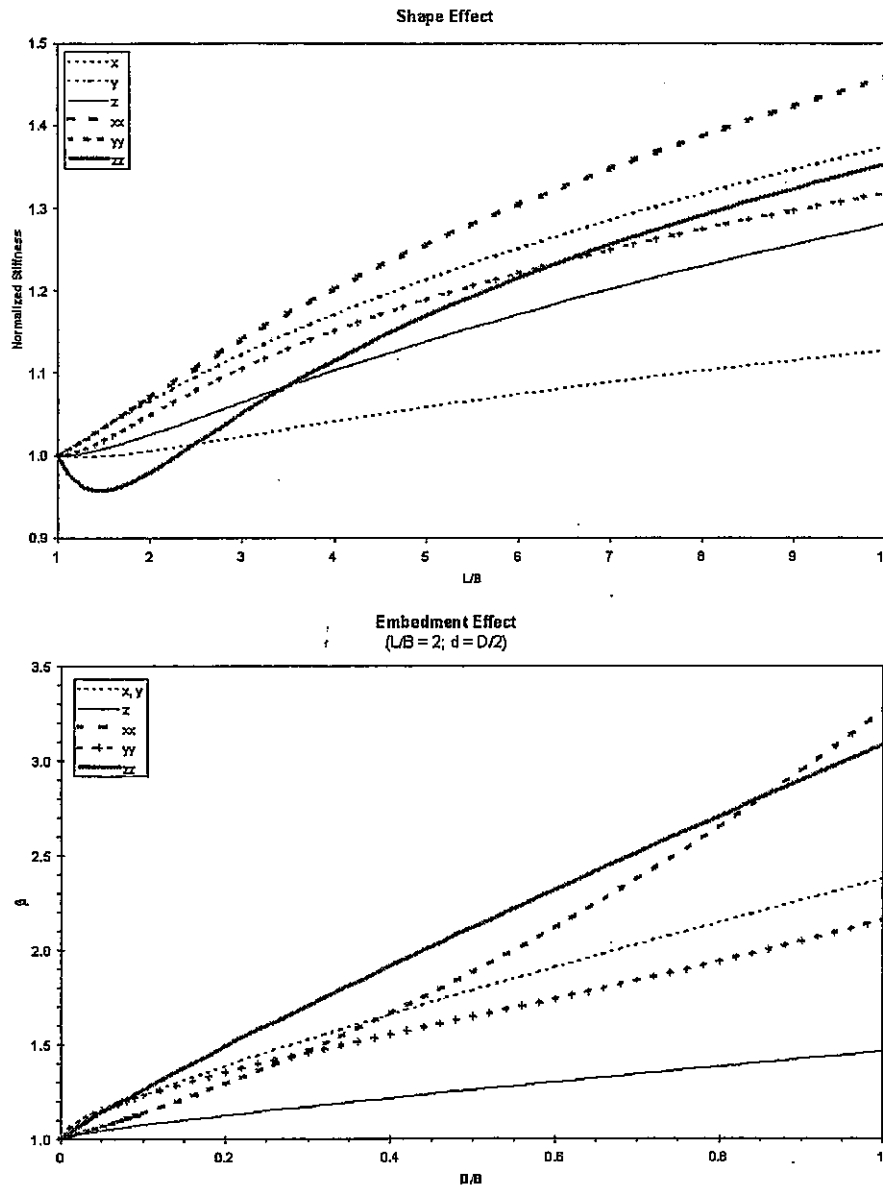 Shape Effect
1.5
1.4
1.3
1.2
1.1
1.0
0.9
Normalized Stiffness
x
y
z
xx
yy
zz
1 2 3 4 5 6 7 8 9 1
L/B
Embedment Effect
(L/B = 2; d = D/2)
3.5
3.0
2.5
2.0
1.5
1.0
β
x, y
z
xx
yy
zz
0 0.2 0.4 0.6 0.8 1
D/B